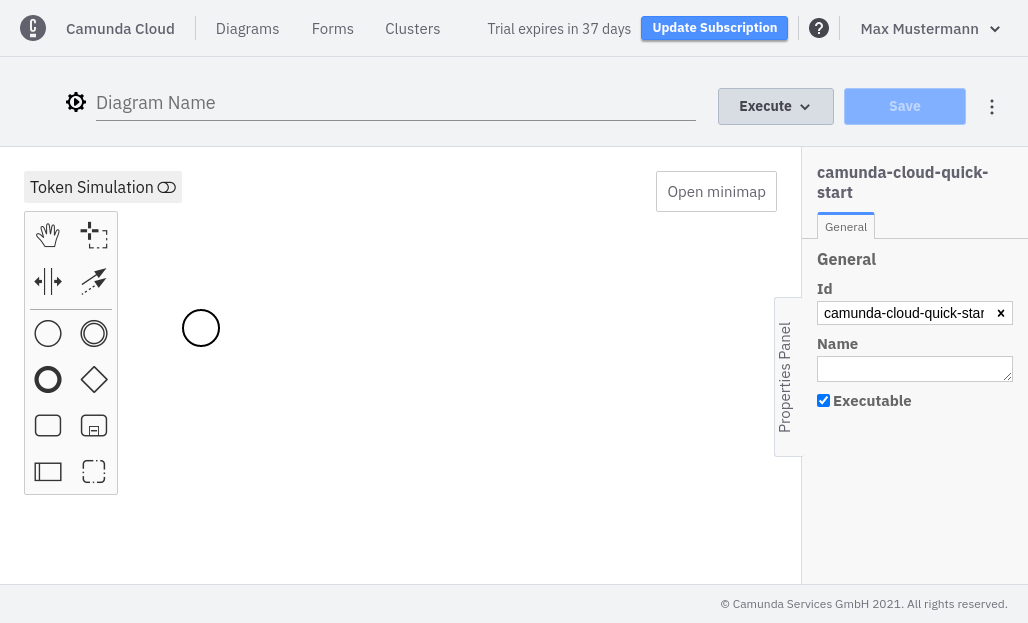 Camunda Cloud
Diagrams
Forms
Clusters
Trial expires in 37 days
Update Subscription
?
Max Mustermann
Diagram Name
Execute
Save
Token Simulation
Open minimap
Properties Panel
camunda-cloud-quick-
start
General
General
Id
camunda-cloud-quick-star
Name
Executable
© Camunda Services GmbH 2021. All rights reserved.